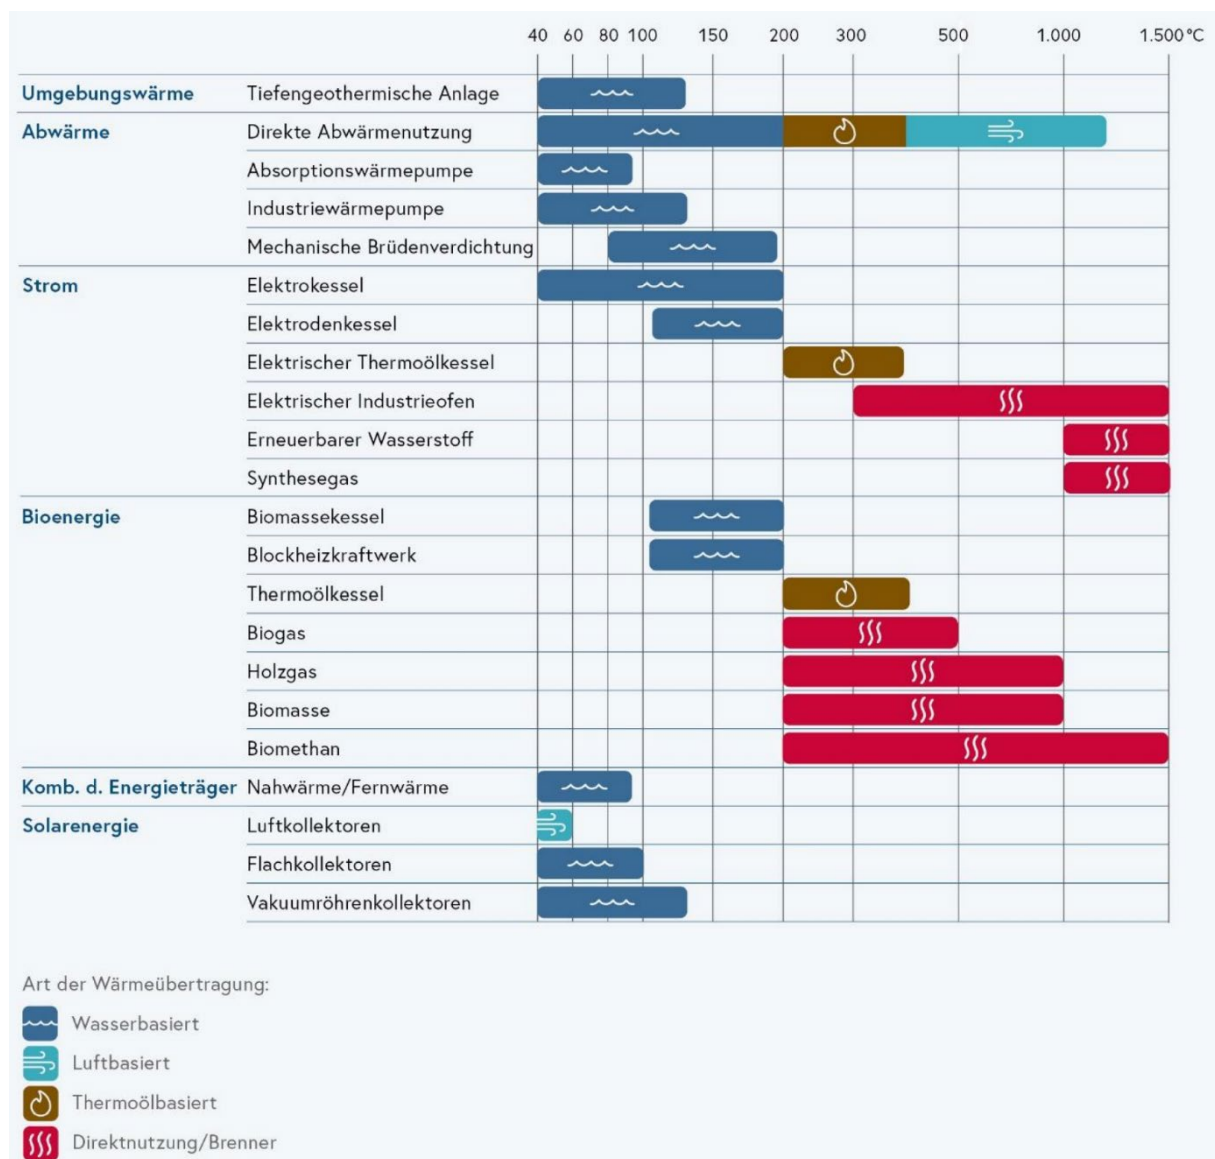 40 60 80 100 150 200 300 500 1.000 1.500 °C
Umgebungswärme Tiefengeothermische Anlage
Abwärme Direkte Abwärmenutzung
Absorptionswärmepumpe
Industriewärmepumpe
Mechanische Brüdenverdichtung
Strom Elektrokessel
Elektrodenkessel
Elektrischer Thermoölkessel
Elektrischer Industrieofen
Erneuerbarer Wasserstoff
Synthesegas
Bioenergie Biomassekessel
Blockheizkraftwerk
Thermoölkessel
Biogas
Holzgas
Biomasse
Biomethan
Komb. d. Energieträger Nahwärme/Fernwärme
Solarenergie Luftkollektoren
Flachkollektoren
Vakuumröhrenkollektoren
Art der Wärmeübertragung:
Wasserbasiert
Luftbasiert
Thermoölbasiert
Direktnutzung/Brenner